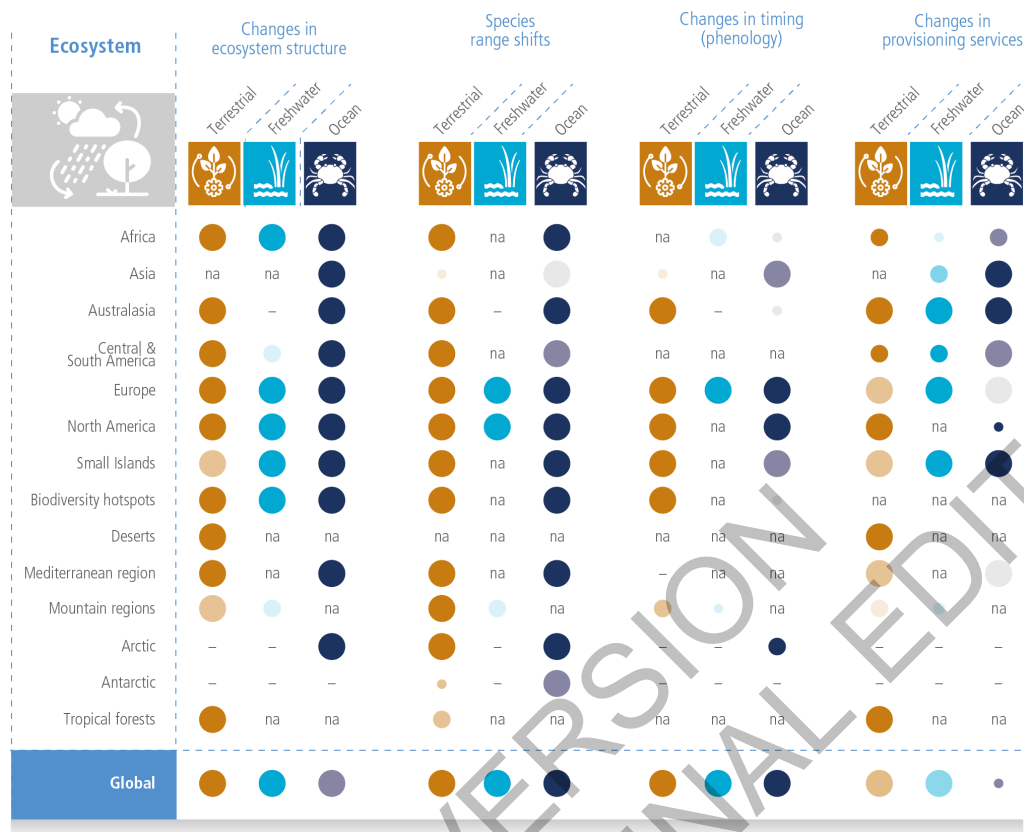 Ecosystem
Changes in
ecosystem structure
Species
range shifts
Changes in timing
(phenology)
Changes in
provisioning services
Terrestrial Freshwater Ocean Terrestrial Freshwater Ocean Terrestrial Freshwater Ocean Terrestrial Freshwater Ocean
Africa na na
Asia na na na na na
Australasia – – –
Central &
South America na na na na
Europe
North America na na na
Small Islands na na
Biodiversity hotspots na na na na na
Deserts na na na na na na na na na na
Mediterranean region na na – na na na
Mountain regions na na na na
Arctic – – – – – – – –
Antarctic – – – – – – – – – –
Tropical forests na na na na na na na na na
Global
VERSION
FINAL EDIT